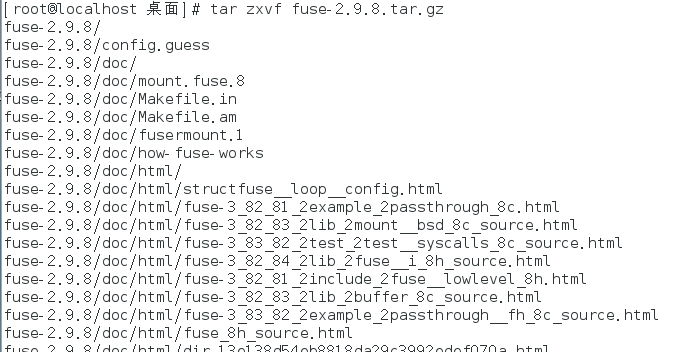 [root@localhost 桌面]# tar zxvf fuse-2.9.8.tar.gz
fuse-2.9.8/
fuse-2.9.8/config.guess
fuse-2.9.8/doc/
fuse-2.9.8/doc/mount.fuse.8
fuse-2.9.8/doc/Makefile.in
fuse-2.9.8/doc/Makefile.am
fuse-2.9.8/doc/fusermount.1
fuse-2.9.8/doc/how-fuse-works
fuse-2.9.8/doc/html/
fuse-2.9.8/doc/html/structfuse__loop__config.html
fuse-2.9.8/doc/html/fuse-3_82_81_2example_2passthrough_8c.html
fuse-2.9.8/doc/html/fuse-3_82_83_2lib_2mount__bsd_8c_source.html
fuse-2.9.8/doc/html/fuse-3_83_82_2test_2test__syscalls_8c_source.html
fuse-2.9.8/doc/html/fuse-3_82_84_2lib_2fuse__i_8h_source.html
fuse-2.9.8/doc/html/fuse-3_82_81_2include_2fuse__lowlevel_8h.html
fuse-2.9.8/doc/html/fuse-3_82_83_2lib_2buffer_8c_source.html
fuse-2.9.8/doc/html/fuse-3_83_82_2example_2passthrough__fh_8c_source.html
fuse-2.9.8/doc/html/fuse_8h_source.html